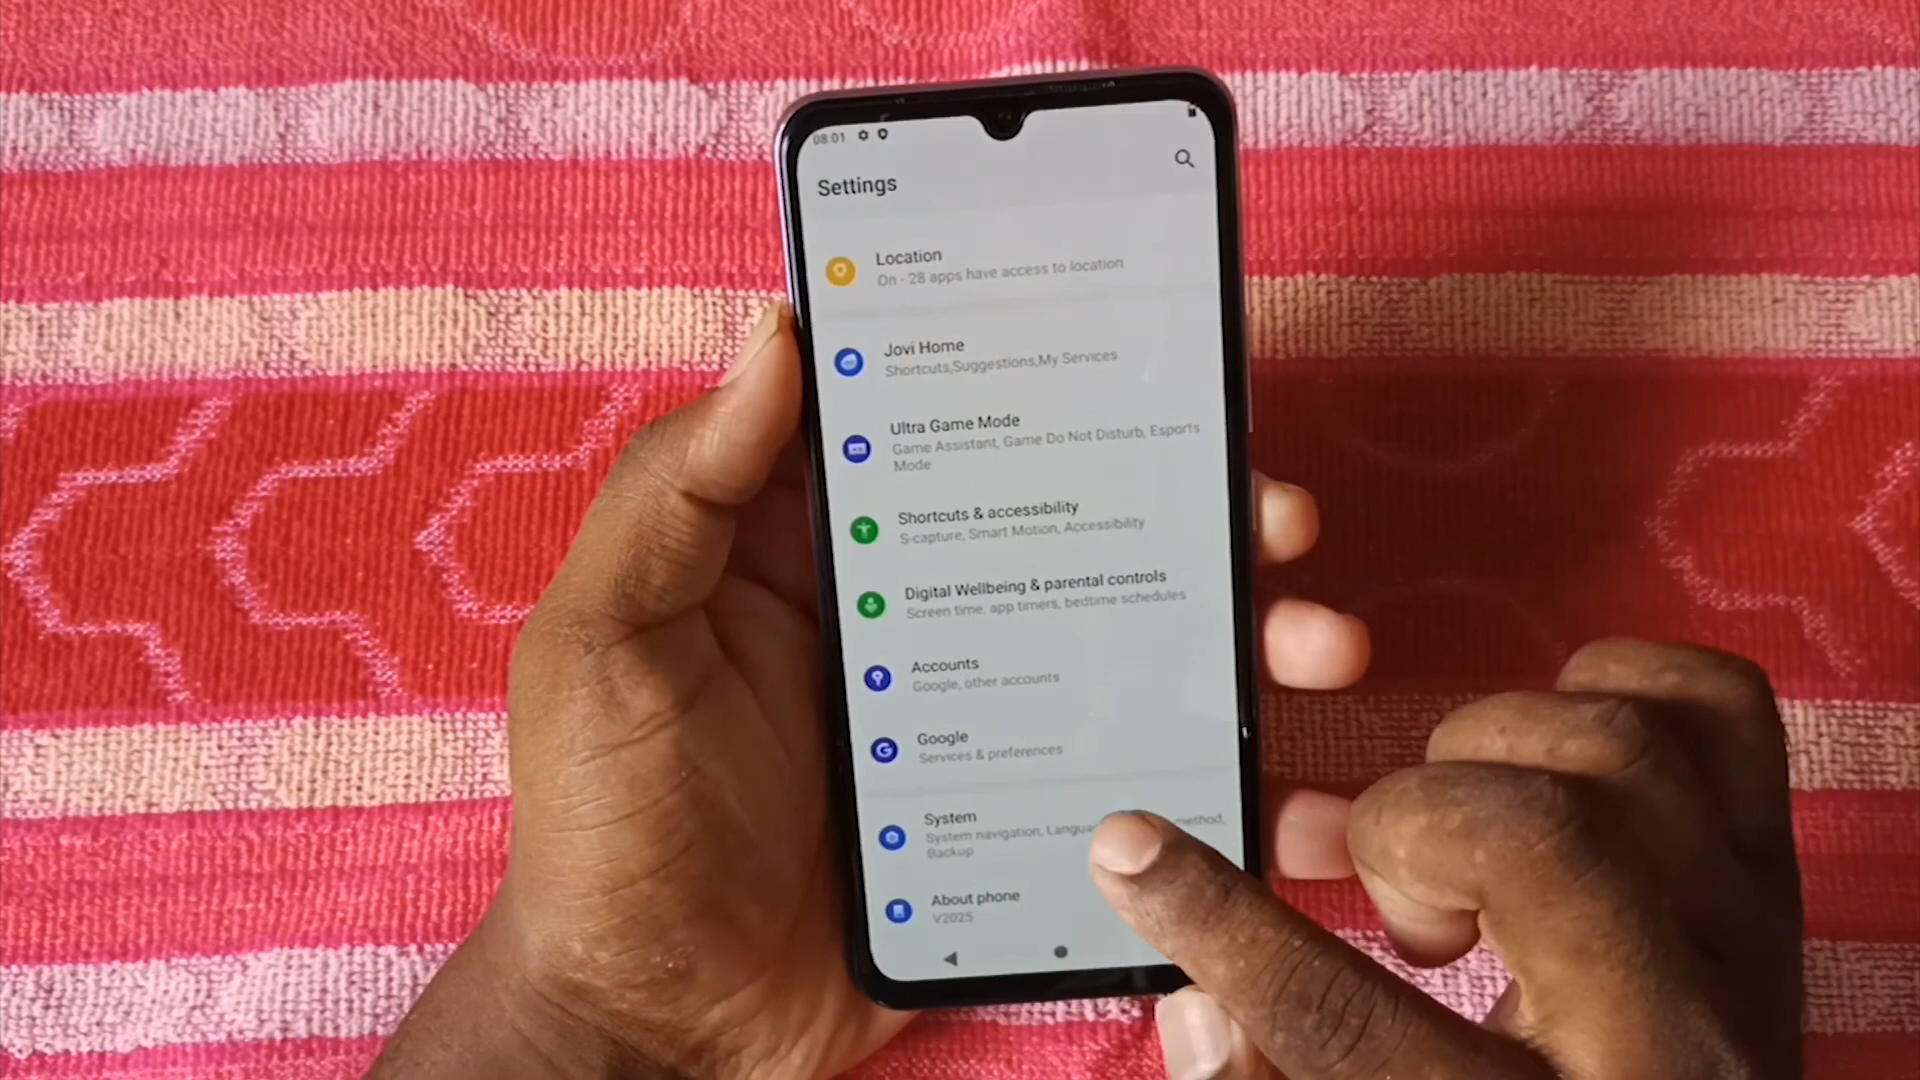 08:01
Settings
Location
On - 28 apps have access to location
Jovi Home
Shortcuts,Suggestions,My Services
Ultra Game Mode
Game Assistant, Game Do Not Disturb, Esports
Mode
Shortcuts & accessibility
S-capture, Smart Motion, Accessibility
Digital Wellbeing & parental controls
Screen time, app timers, bedtime schedules
Accounts
Google, other accounts
Google
Services & preferences
System
System navigation, method,
Backup
About phone
V2025